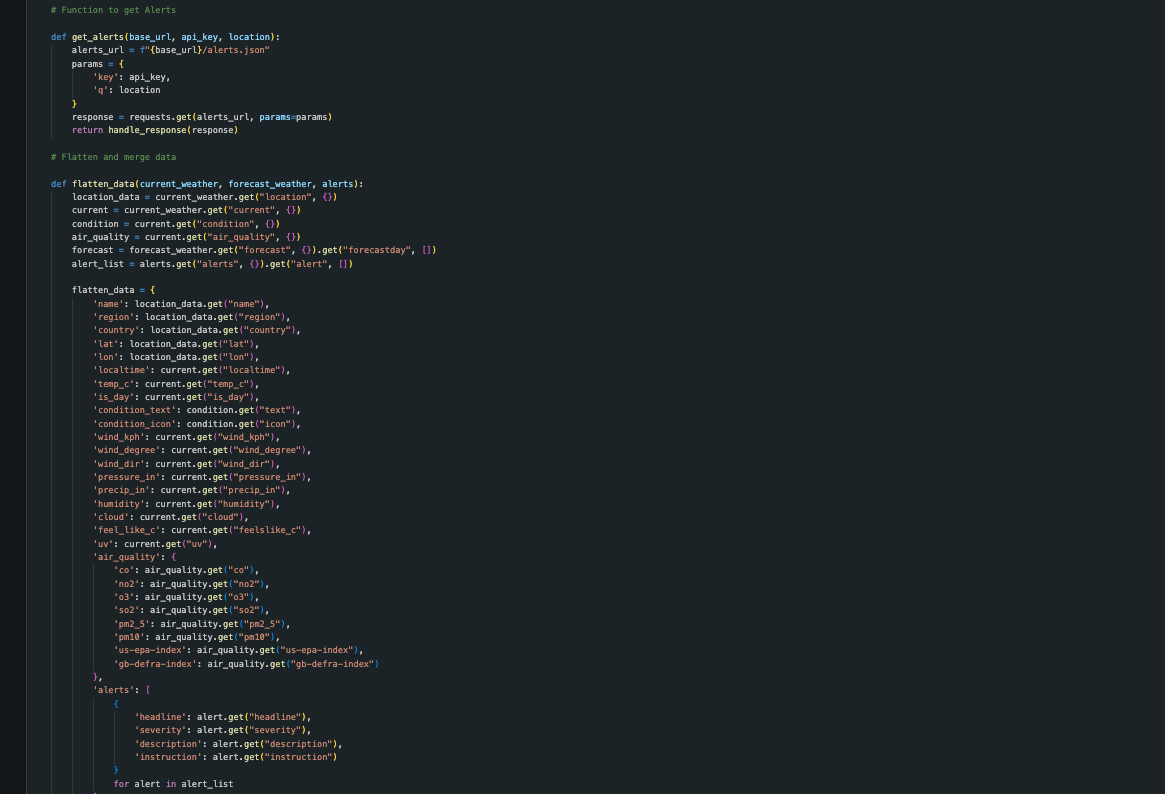 # Function to get Alerts
def get_alerts(base_url, api_key, location):
alerts_url = f"{base_url}/alerts.json"
params = {
'key': api_key,
'q': location
}
response = requests.get(alerts_url, params=params)
return handle_response(response)
# Flatten and merge data
def flatten_data(current_weather, forecast_weather, alerts):
location_data = current_weather.get("location", {})
current = current_weather.get("current", {})
condition = current.get("condition", {})
air_quality = current.get("air_quality", {})
forecast = forecast_weather.get("forecast", {}).get("forecastday", [])
alert_list = alerts.get("alerts", {}).get("alert", [])
flatten_data = {
'name': location_data.get("name"),
'region': location_data.get("region"),
'country': location_data.get("country"),
'lat': location_data.get("lat"),
'lon': location_data.get("lon"),
'localtime': current.get("localtime"),
'temp_c': current.get("temp_c"),
'is_day': current.get("is_day"),
'condition_text': condition.get("text"),
'condition_icon': condition.get("icon"),
'wind_kph': current.get("wind_kph"),
'wind_degree': current.get("wind_degree"),
'wind_dir': current.get("wind_dir"),
'pressure_in': current.get("pressure_in"),
'precip_in': current.get("precip_in"),
'humidity': current.get("humidity"),
'cloud': current.get("cloud"),
'feel_like_c': current.get("feelslike_c"),
'uv': current.get("uv"),
'air_quality': {
'co': air_quality.get("co"),
'no2': air_quality.get("no2"),
'o3': air_quality.get("o3"),
'so2': air_quality.get("so2"),
'pm2_5': air_quality.get("pm2_5"),
'pm10': air_quality.get("pm10"),
'us-epa-index': air_quality.get("us-epa-index"),
'gb-defra-index': air_quality.get("gb-defra-index")
},
'alerts': [
{
'headline': alert.get("headline"),
'severity': alert.get("severity"),
'description': alert.get("description"),
'instruction': alert.get("instruction")
}
for alert in alert_list